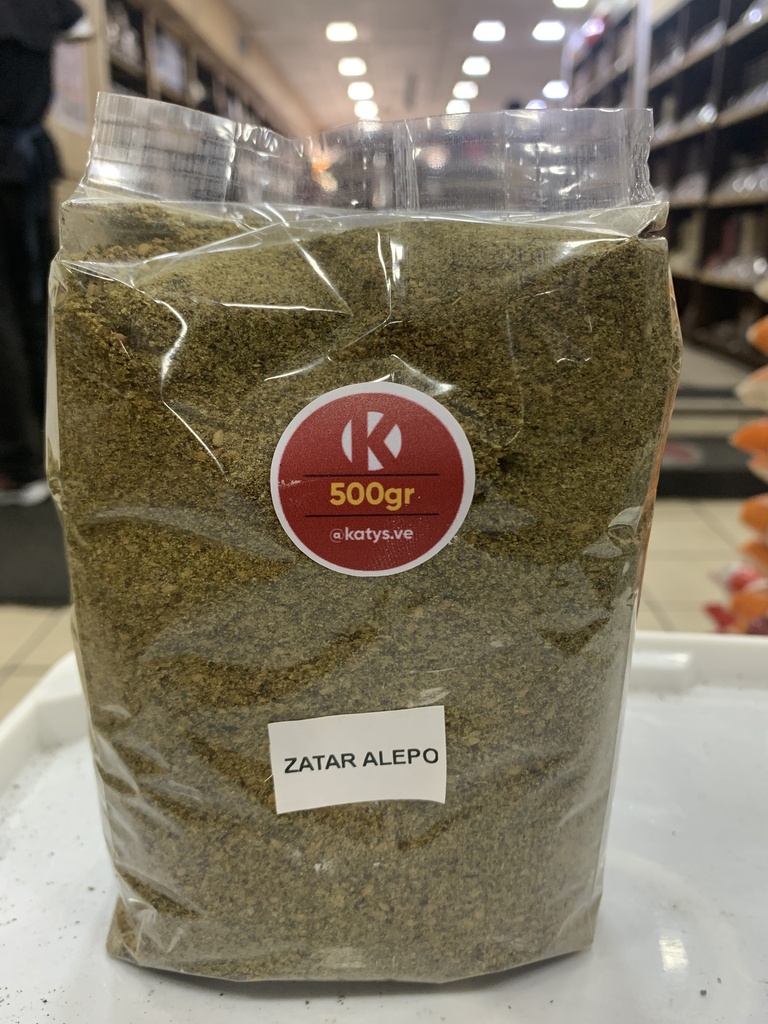 K
500gr
@katys.ve
ZATAR ALEPO